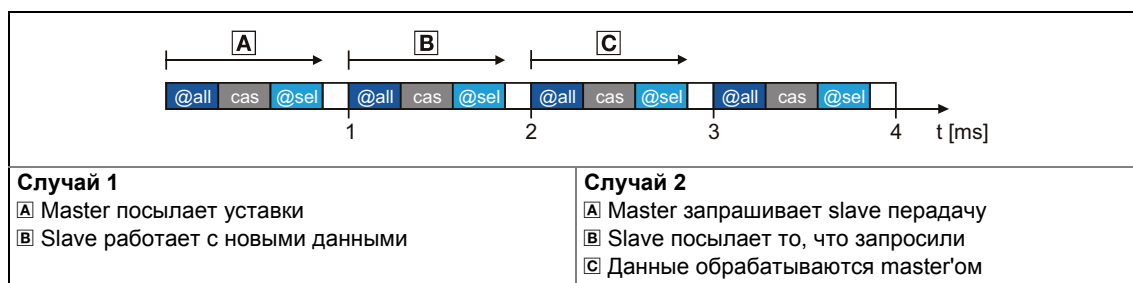 A B C
@all cas @sel @all cas @sel @all cas @sel @all cas @sel
1 2 3 4 t [ms]
Случай 1
A Master посылает уставки
B Slave работает с новыми данными
Случай 2
A Master запрашивает slave перадачу
B Slave посылает то, что запросили
C Данные обрабатываются master'ом